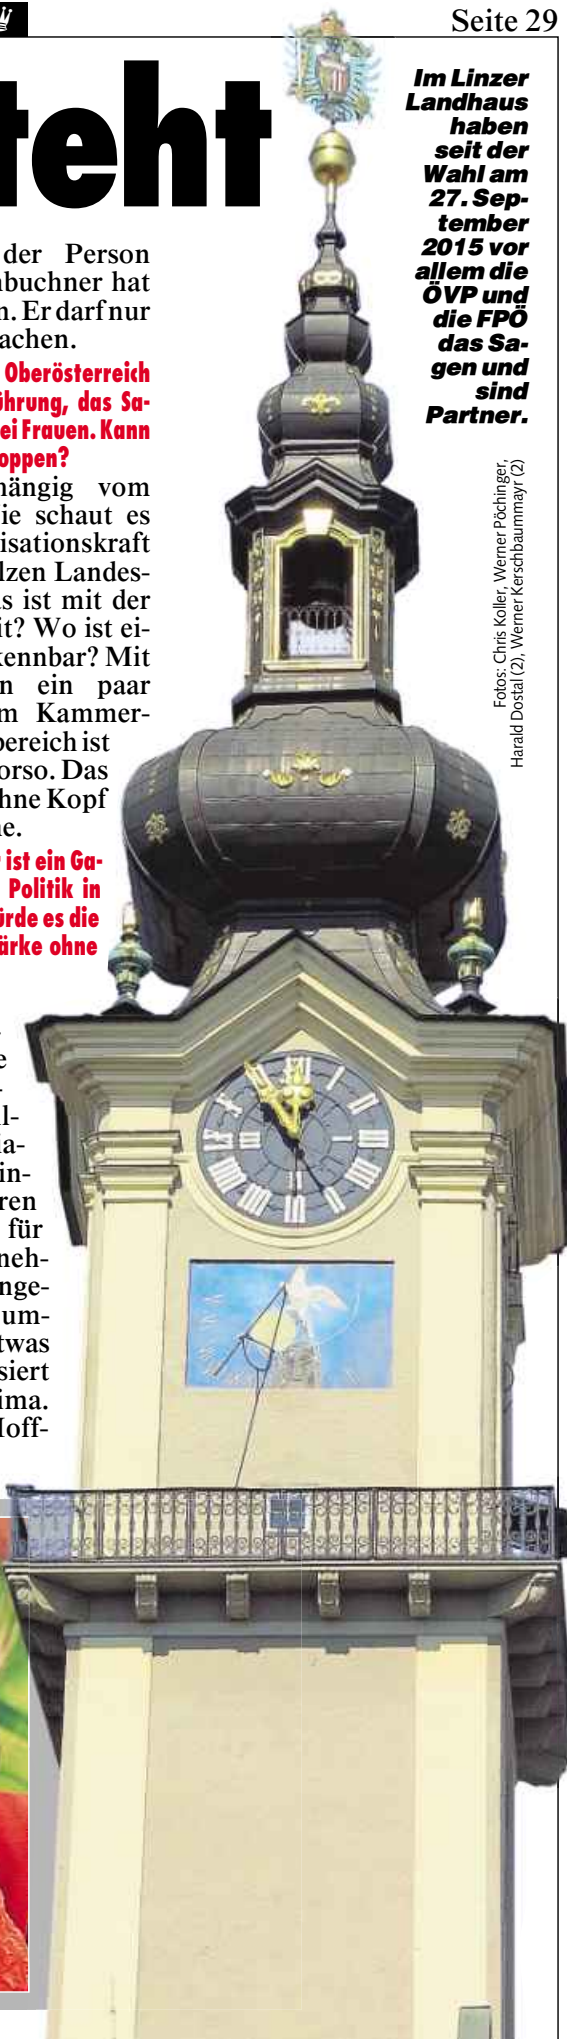 Seite 29
teht
Im Linzer
Landhaus
haben
seit der
Wahl am
27. Sep-
tember
2015 vor
allem die
ÖVP und
die FPÖ
das Sa-
gen und
sind
Partner.
der Person
nbuchner hat
n. Er darf nur
achen.
Oberösterreich
ührung, das Sa-
ei Frauen. Kann
oppen?
hängig vom
ie schaut es
isationskraft
lzen Landes-
s ist mit der
it? Wo ist ei-
kennbar? Mit
n ein paar
m Kammer-
bereich ist
orso. Das
hne Kopf
e.
ist ein Ga-
Politik in
ürde es die
ärke ohne
e
-
ll-
ia-
in-
ren
für
neh-
nge-
um-
twas
siert
ima.
Hoff-
Fotos: Chris Koller, Werner Pöchinger,
Harald Dostal (2), Werner Kerschbaummayr (2)